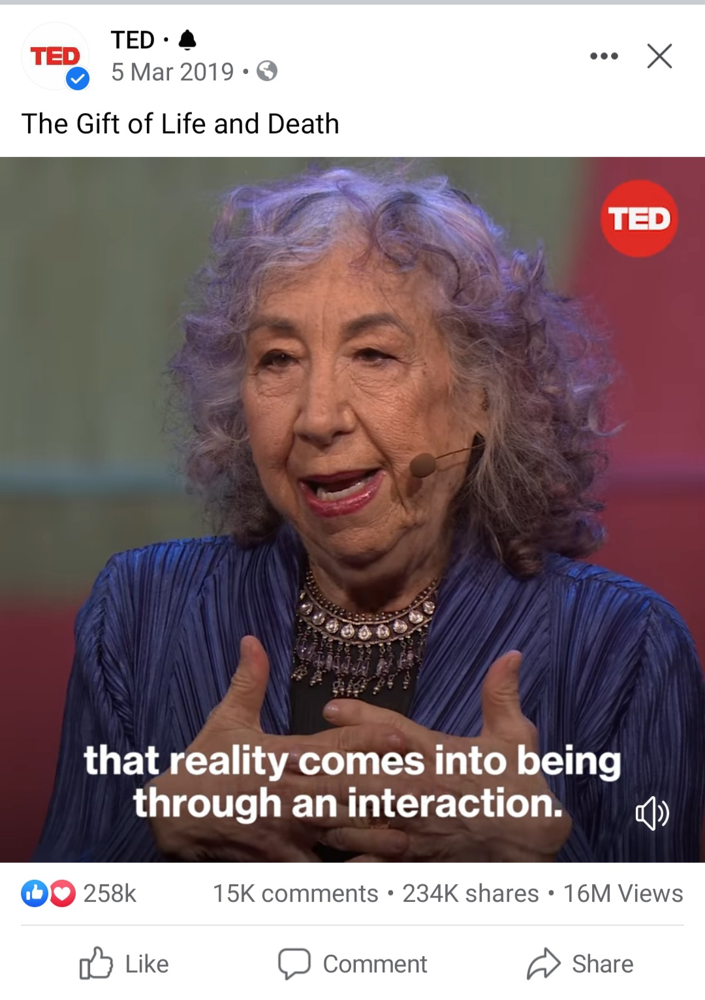 TED
TED ·
5 Mar 2019 ·
The Gift of Life and Death
TED
that reality comes into being
through an interaction.
258k 15K comments • 234K shares • 16M Views
Like Comment Share